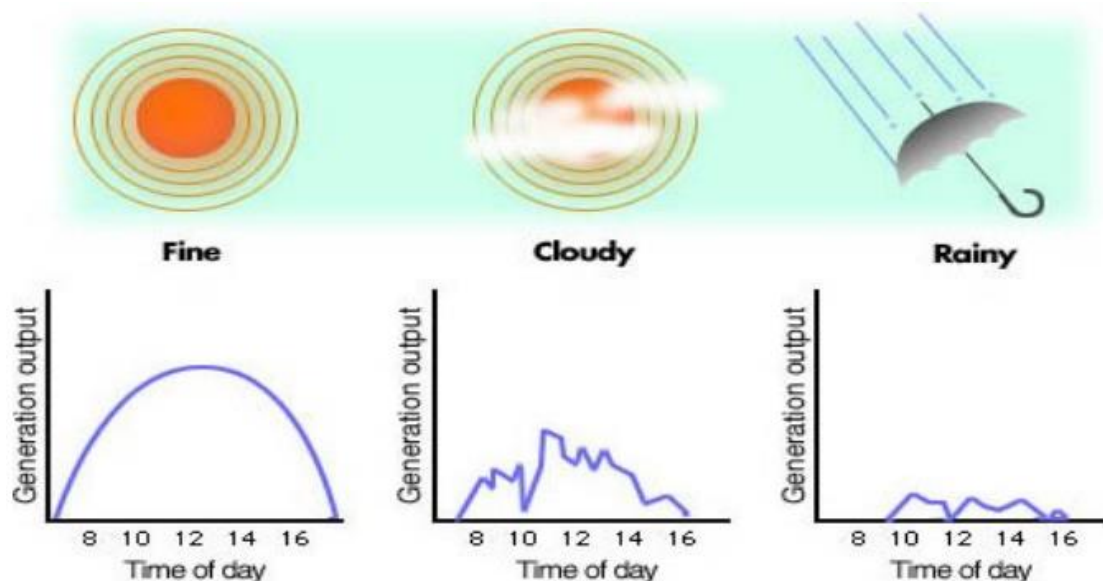 Fine
Cloudy
Rainy
Generation output
8 10 12 14 16
Time of day
Generation output
8 10 12 14 16
Time of day
Generation output
8 10 12 14 16
Time of day